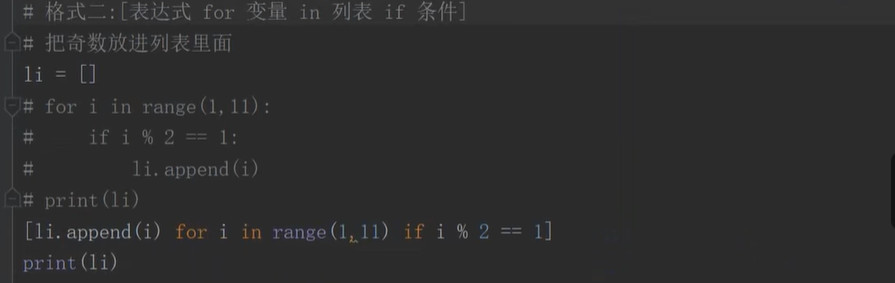 # 格式二:[表达式 for 变量 in 列表 if 条件]
# 把奇数放进列表里面
li = []
# for i in range(1,11):
#     if i % 2 == 1:
#         li.append(i)
# print(li)
[li.append(i) for i in range(1,11) if i % 2 == 1]
print(li)